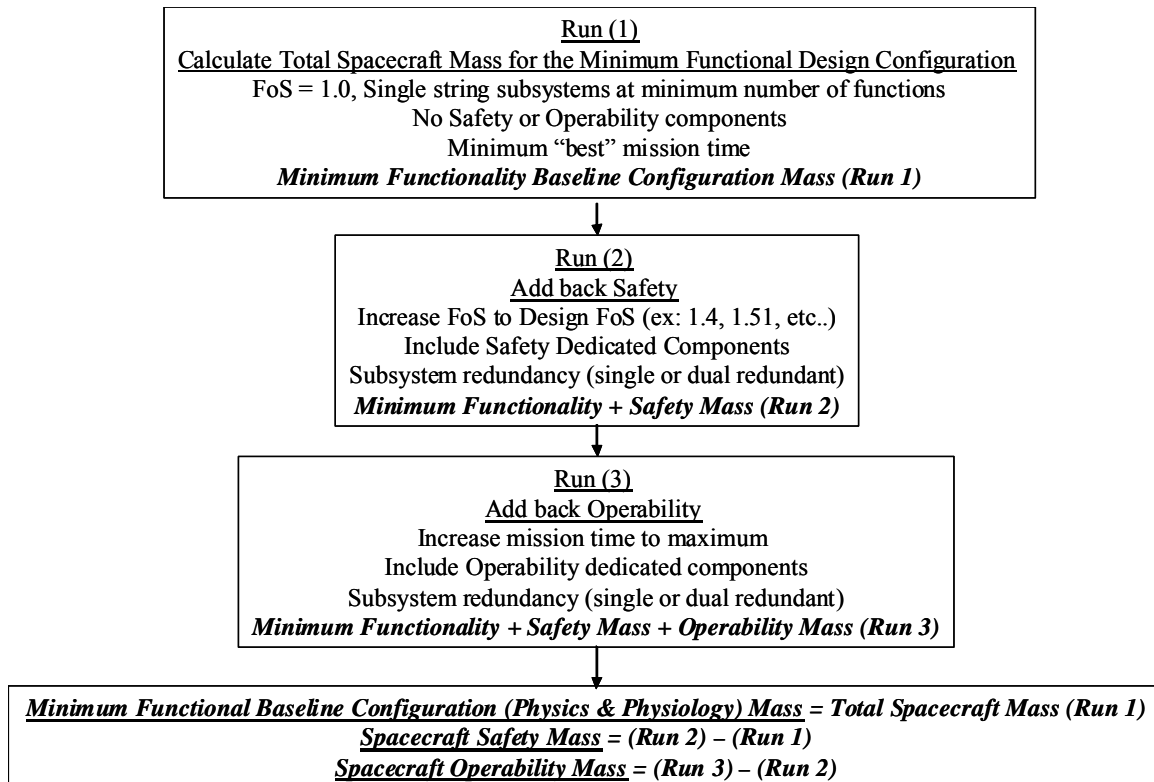 Run (1)
Calculate Total Spacecraft Mass for the Minimum Functional Design Configuration
FoS = 1.0, Single string subsystems at minimum number of functions
No Safety or Operability components
Minimum “best” mission time
Minimum Functionality Baseline Configuration Mass (Run 1)
Run (2)
Add back Safety
Increase FoS to Design FoS (ex: 1.4, 1.51, etc..)
Include Safety Dedicated Components
Subsystem redundancy (single or dual redundant)
Minimum Functionality + Safety Mass (Run 2)
Run (3)
Add back Operability
Increase mission time to maximum
Include Operability dedicated components
Subsystem redundancy (single or dual redundant)
Minimum Functionality + Safety Mass + Operability Mass (Run 3)
Minimum Functional Baseline Configuration (Physics & Physiology) Mass = Total Spacecraft Mass (Run 1)
Spacecraft Safety Mass = (Run 2) – (Run 1)
Spacecraft Operability Mass = (Run 3) – (Run 2)